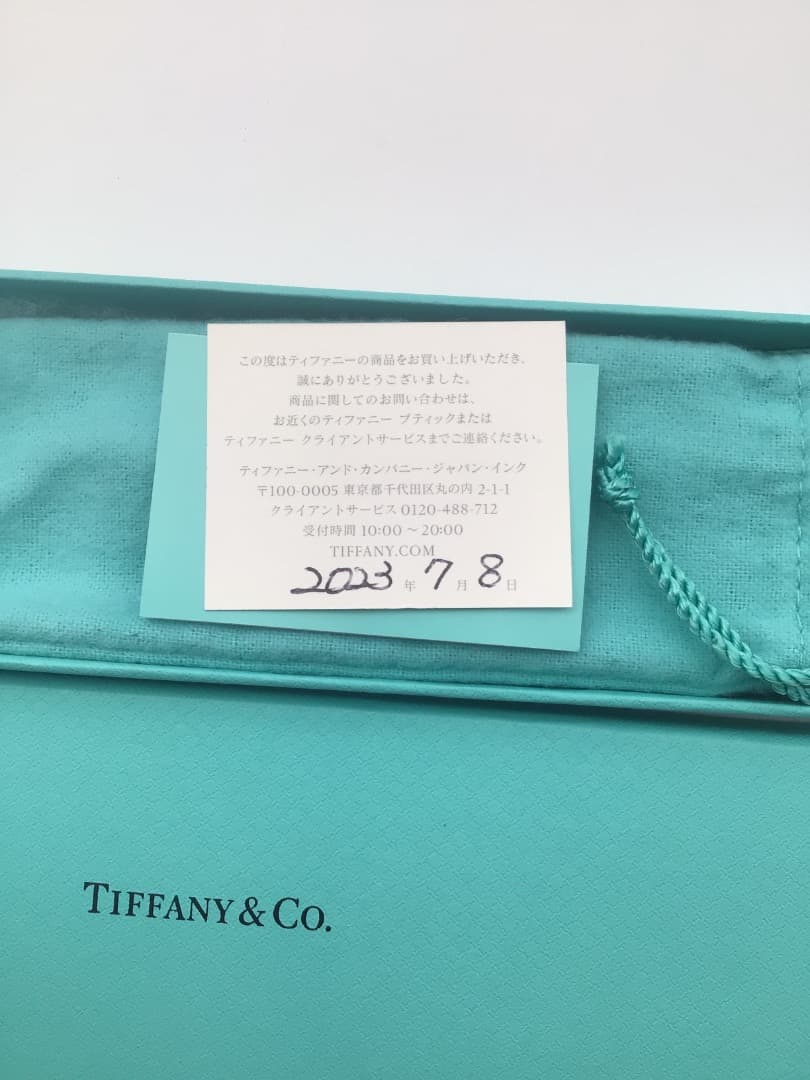 この度はティファニーの商品をお買い上げいただき、
誠にありがとうございました。
商品に関してのお問い合わせは、
お近くのティファニー ブティックまたは
ティファニー クライアントサービスまでご連絡ください。
ティファニー・アンド・カンパニー・ジャパン・インク
〒100-0005 東京都千代田区丸の内 2-1-1
クライアントサービス 0120-488-712
受付時間 10:00 ~ 20:00
TIFFANY.COM
2023 年 7 月 8 日
TIFFANY & CO.